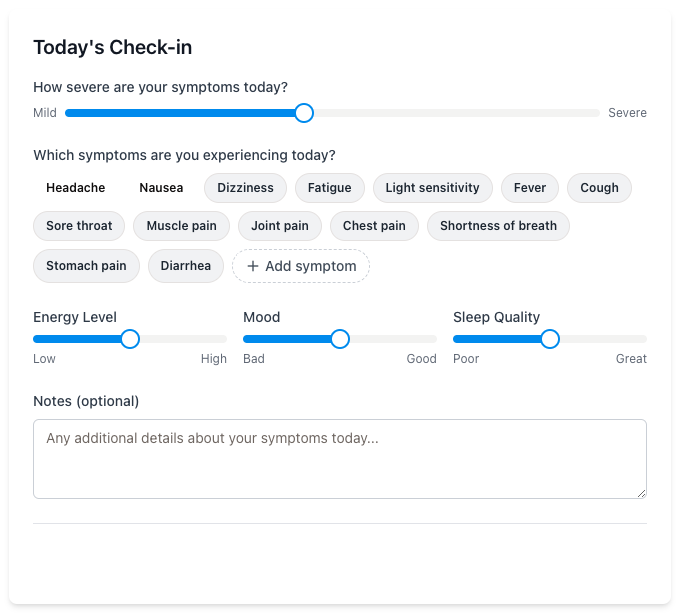 Today's Check-in
How severe are your symptoms today?
Mild Severe
Which symptoms are you experiencing today?
Headache Nausea Dizziness Fatigue Light sensitivity Fever Cough
Sore throat Muscle pain Joint pain Chest pain Shortness of breath
Stomach pain Diarrhea + Add symptom
Energy Level Mood Sleep Quality
Low High Bad Good Poor Great
Notes (optional)
Any additional details about your symptoms today...